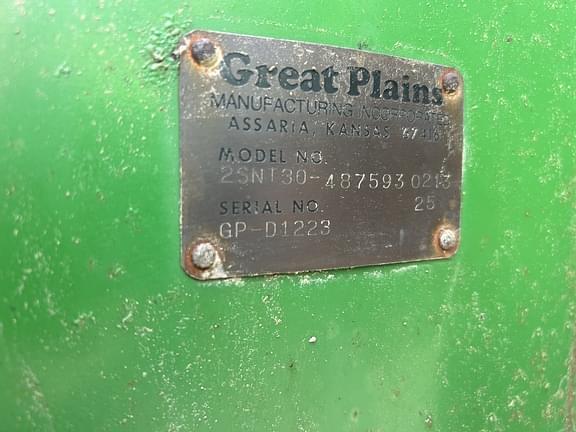 Great Plains
MANUFACTURING INCORPORATED
ASSARIA, KANSAS 67416
MODEL NO.
2SNT30-487593 0213
SERIAL NO. 25
GP-D1223